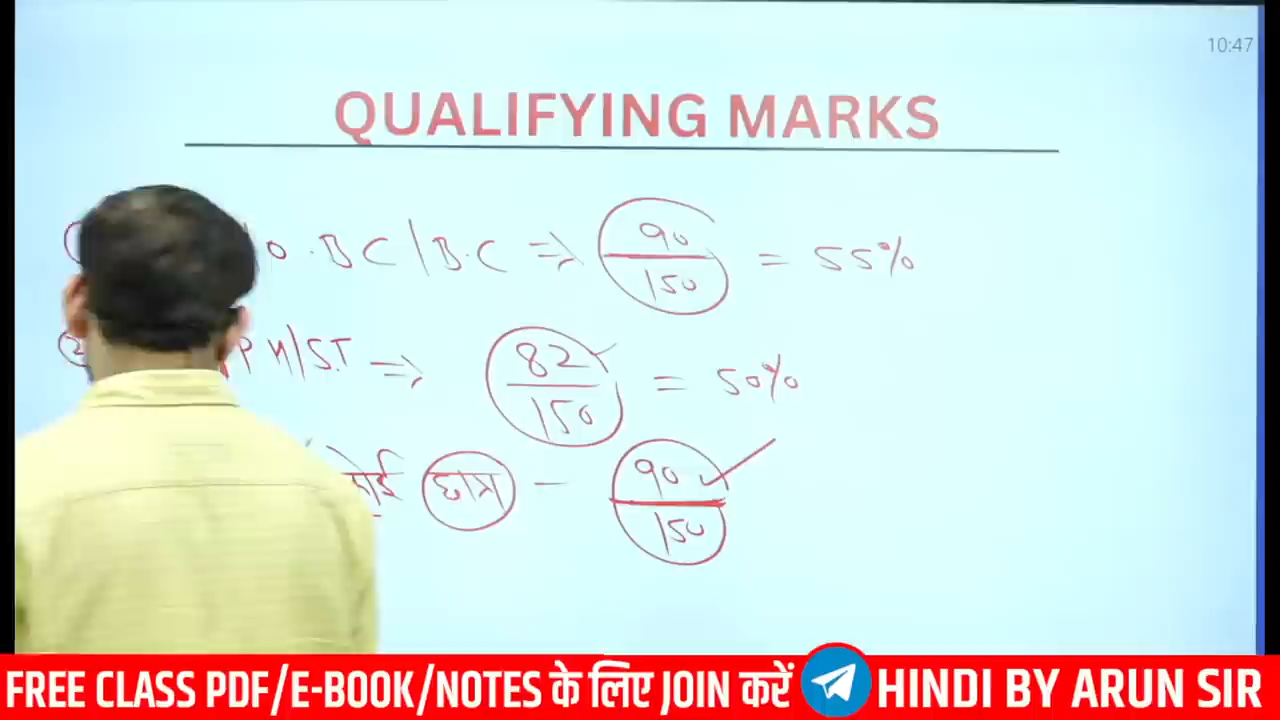 10:47
QUALIFYING MARKS
O.BC/B.C ⇒ 90/150 = 55%
P H/S.T ⇒ 82/150 = 50%
कोई छात्र – 90/150
FREE CLASS PDF/E-BOOK/NOTES के लिए JOIN करें HINDI BY ARUN SIR